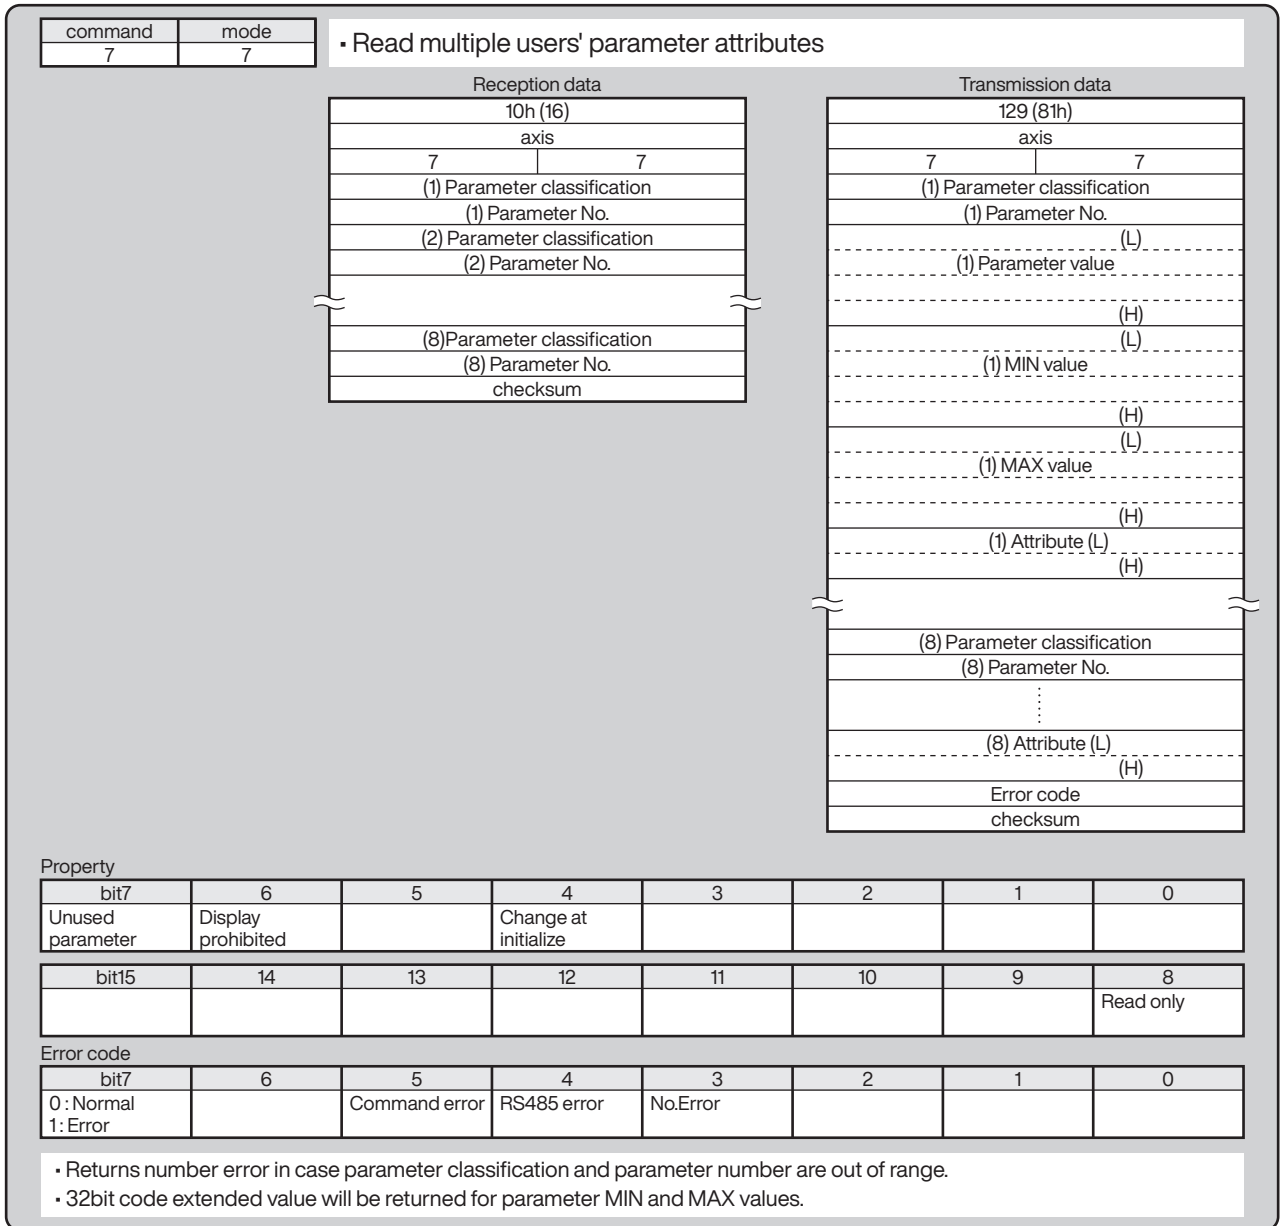 command mode
7 7
▪ Read multiple users' parameter attributes
Reception data
10h (16)
axis
7 7
(1) Parameter classification
(1) Parameter No.
(2) Parameter classification
(2) Parameter No.
(8)Parameter classification
(8) Parameter No.
checksum
Transmission data
129 (81h)
axis
7 7
(1) Parameter classification
(1) Parameter No.
(L)
(1) Parameter value
(H)
(L)
(1) MIN value
(H)
(L)
(1) MAX value
(H)
(1) Attribute (L)
(H)
(8) Parameter classification
(8) Parameter No.
(8) Attribute (L)
(H)
Error code
checksum
Property
bit7 6 5 4 3 2 1 0
Unused parameter Display prohibited Change at initialize
bit15 14 13 12 11 10 9 8
Read only
Error code
bit7 6 5 4 3 2 1 0
0 : Normal Command error RS485 error No.Error
1 : Error
▪ Returns number error in case parameter classification and parameter number are out of range.
▪ 32bit code extended value will be returned for parameter MIN and MAX values.